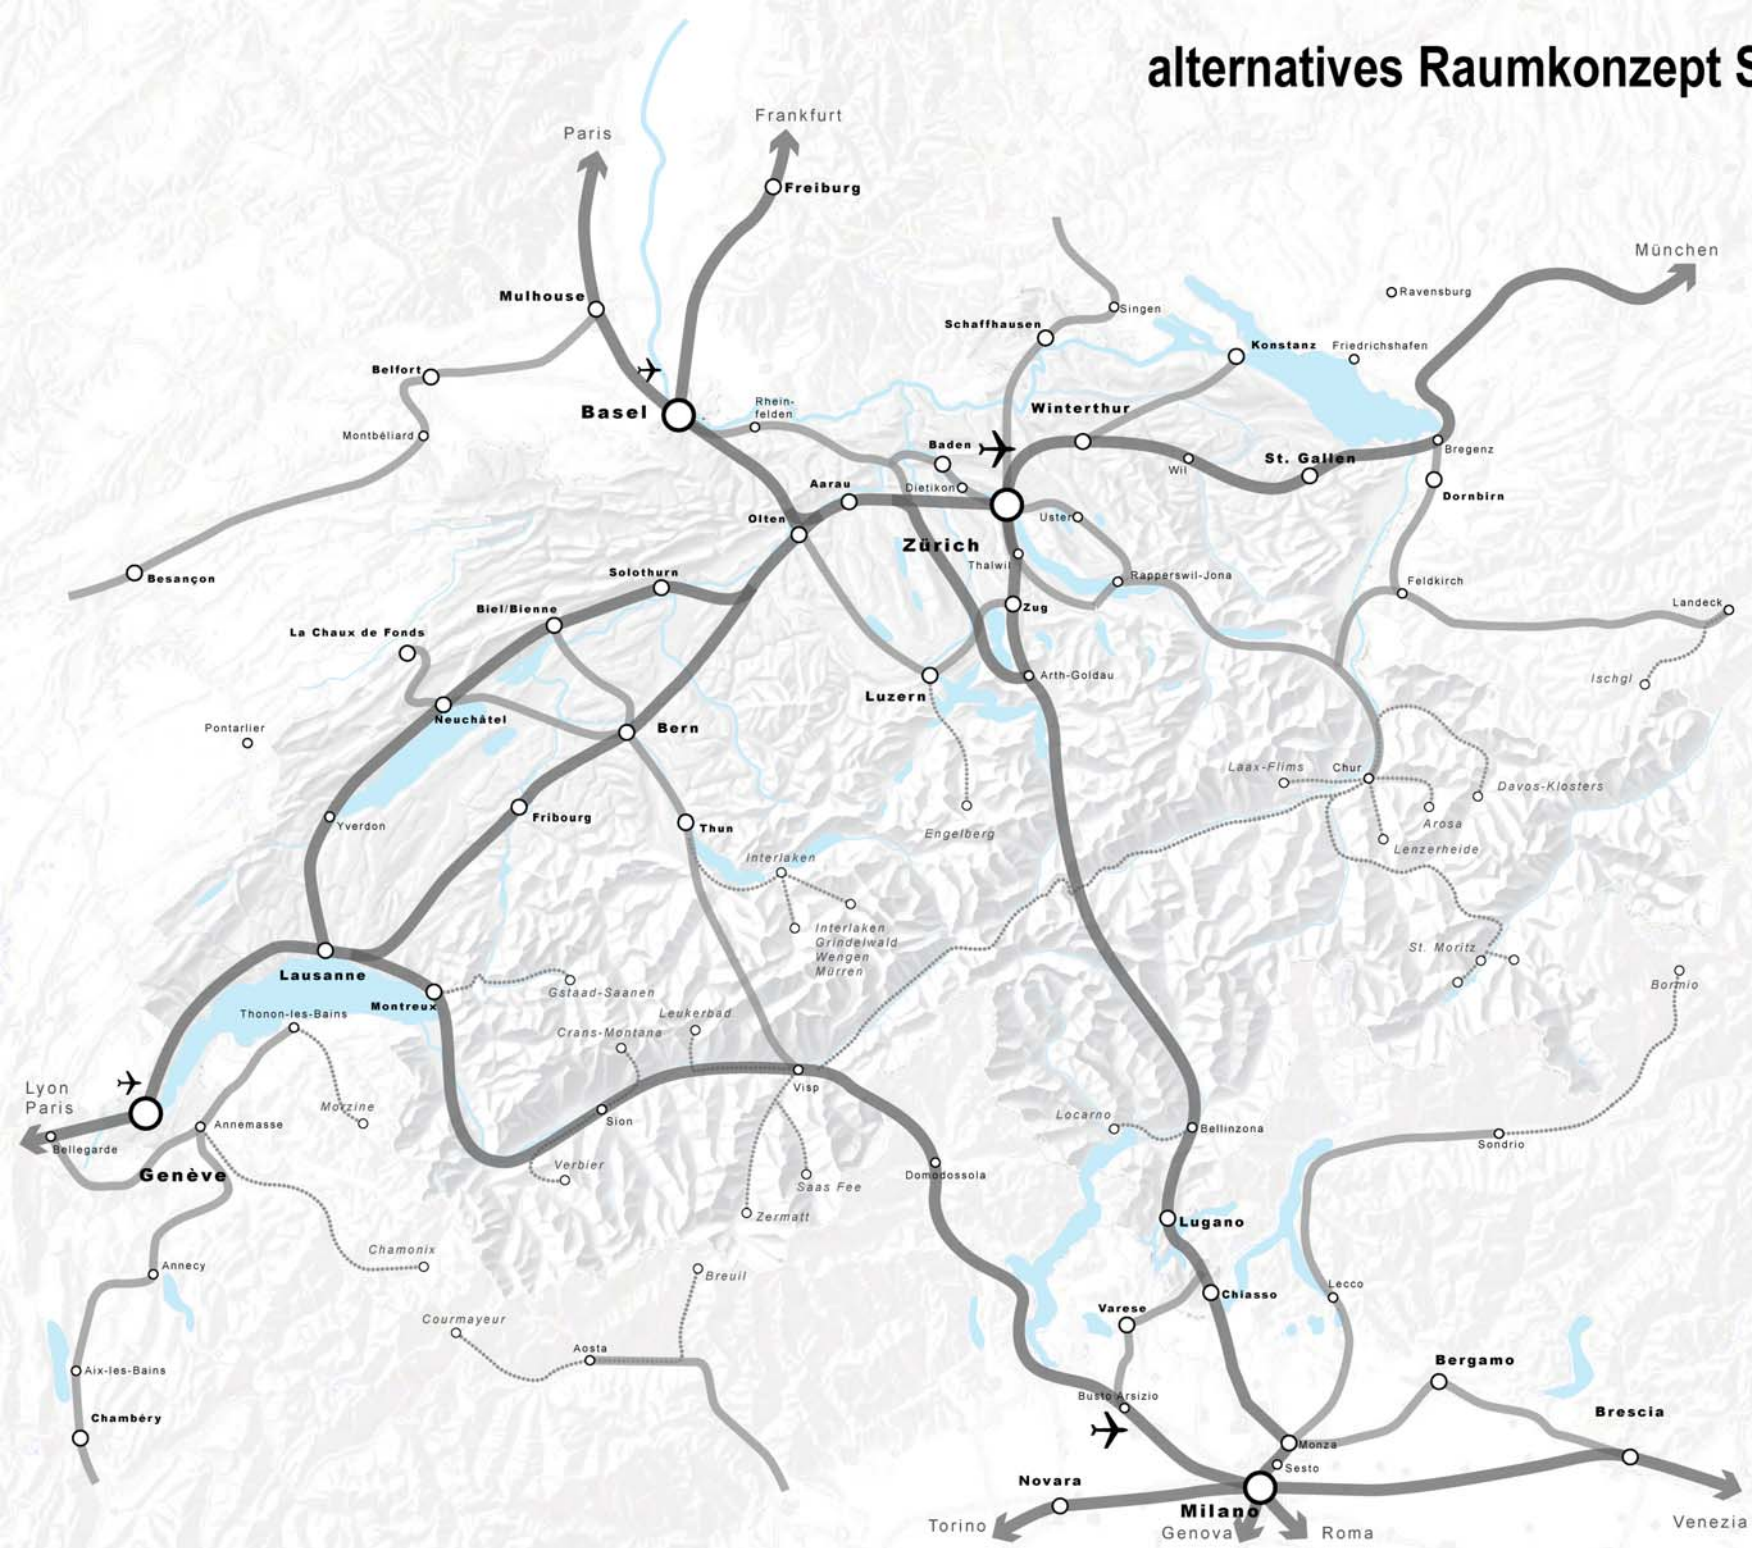 alternatives Raumkonzept S
Frankfurt
Paris
Freiburg
München
Mulhouse
Ravensburg
Singen
Schaffhausen
Konstanz
Friedrichshafen
Belfort
Basel
Rhein-
felden
Winterthur
Montbéliard
Baden
Bregenz
Wil
St. Gallen
Aarau
Dietikon
Dornbirn
Olten
Uster
Zürich
Thalwil
Besançon
Solothurn
Rapperswil-Jona
Feldkirch
Landeck
Biel/Bienne
Zug
La Chaux de Fonds
Arth-Goldau
Ischgl
Luzern
Neuchâtel
Pontarlier
Bern
Laax-Flims
Chur
Davos-Klosters
Fribourg
Yverdon
Thun
Engelberg
Arosa
Lenzerheide
Interlaken
Interlaken
Grindelwald
Wengen
Mürren
St. Moritz
Lausanne
Bormio
Gstaad-Saanen
Montreux
Thonon-les-Bains
Leukerbad
Crans-Montana
Lyon
Paris
Visp
Morzine
Locarno
Annemasse
Sion
Bellinzona
Bellegarde
Sondrio
Genève
Verbier
Domodossola
Saas Fee
Zermatt
Lugano
Chamonix
Annecy
Breuil
Lecco
Chiasso
Varese
Courmayeur
Aosta
Bergamo
Aix-les-Bains
Busto Arsizio
Brescia
Chambéry
Monza
Sesto
Novara
Milano
Torino
Genova
Roma
Venezia